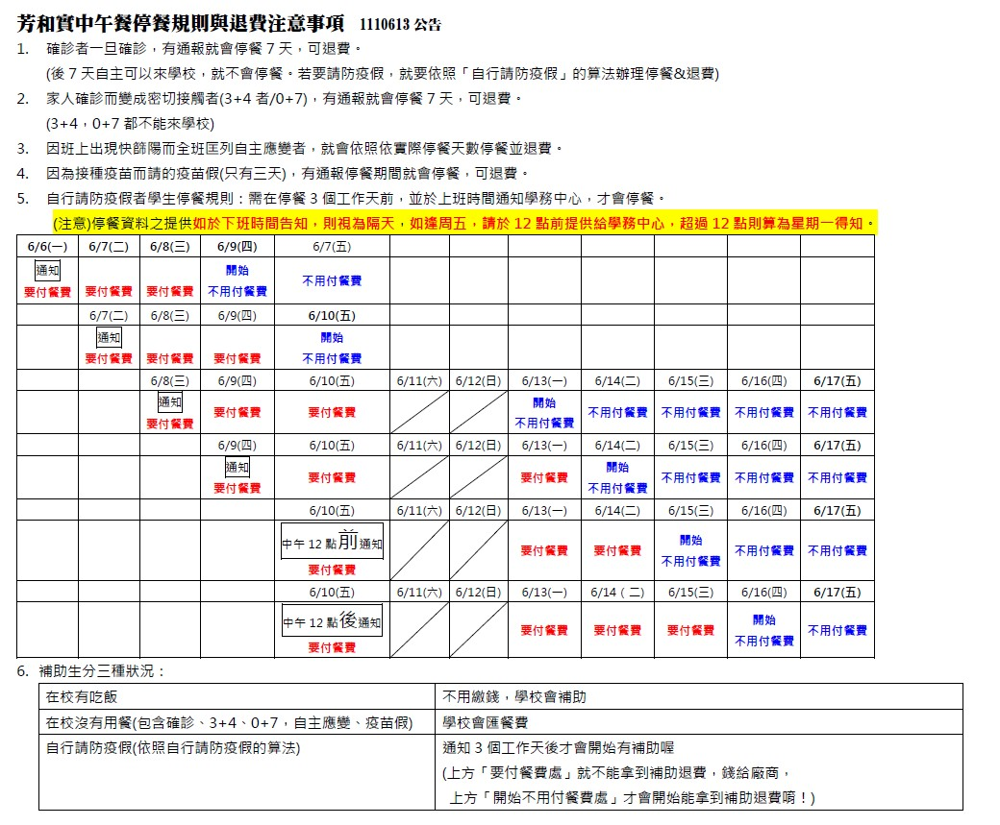 芳和實中午餐停餐規則與退費注意事項 1110613 公告
1. 確診者一旦確診，有通報就會停餐 7 天，可退費。
(後 7 天自主可以來學校，就不會停餐。若要請防疫假，就要依照「自行請防疫假」的算法辦理停餐&退費)
2. 家人確診而變成密切接觸者(3+4 者/0+7)，有通報就會停餐 7 天，可退費。
(3+4，0+7 都不能來學校)
3. 因班上出現快篩陽而全班匡列自主應變者，就會依照依實際停餐天數停餐並退費。
4. 因為接種疫苗而請的疫苗假(只有三天)，有通報停餐期間就會停餐，可退費。
5. 自行請防疫假者學生停餐規則：需在停餐 3 個工作天前，並於上班時間通知學務中心，才會停餐。
(注意)停餐資料之提供如於下班時間告知，則視為隔天，如逢周五，請於 12 點前提供給學務中心，超過 12 點則算為星期一得知。
6/6(一) 6/7(二) 6/8(三) 6/9(四) 6/7(五)
通知 開始
要付餐費 要付餐費 要付餐費 不用付餐費 不用付餐費
6/7(二) 6/8(三) 6/9(四) 6/10(五)
通知 開始
要付餐費 要付餐費 要付餐費 不用付餐費
6/8(三) 6/9(四) 6/10(五) 6/11(六) 6/12(日) 6/13(一) 6/14(二) 6/15(三) 6/16(四) 6/17(五)
通知 開始
要付餐費 要付餐費 要付餐費 不用付餐費 不用付餐費 不用付餐費 不用付餐費 不用付餐費
6/9(四) 6/10(五) 6/11(六) 6/12(日) 6/13(一) 6/14(二) 6/15(三) 6/16(四) 6/17(五)
通知 開始
要付餐費 要付餐費 要付餐費 不用付餐費 不用付餐費 不用付餐費 不用付餐費
6/10(五) 6/11(六) 6/12(日) 6/13(一) 6/14(二) 6/15(三) 6/16(四) 6/17(五)
中午 12 點前通知 開始
要付餐費 要付餐費 要付餐費 不用付餐費 不用付餐費 不用付餐費
6/10(五) 6/11(六) 6/12(日) 6/13(一) 6/14 ( 二) 6/15(三) 6/16(四) 6/17(五)
中午 12 點後通知 開始
要付餐費 要付餐費 要付餐費 要付餐費 不用付餐費 不用付餐費
6. 補助生分三種狀況：
在校有吃飯 不用繳錢，學校會補助
在校沒有用餐(包含確診、3+4、0+7，自主應變、疫苗假) 學校會匯餐費
自行請防疫假(依照自行請防疫假的算法) 通知 3 個工作天後才會開始有補助喔
(上方「要付餐費處」就不能拿到補助退費，錢給廠商，
上方「開始不用付餐費處」才會開始能拿到補助退費唷！)